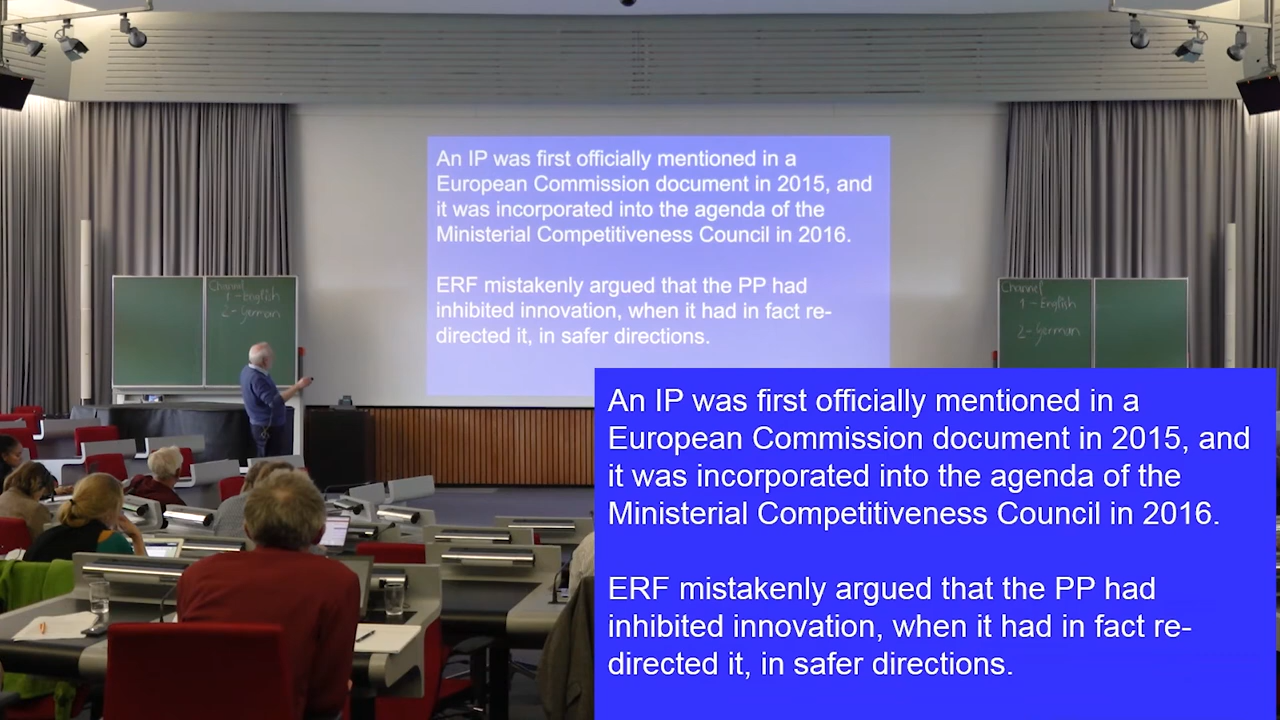 An IP was first officially mentioned in a
European Commission document in 2015, and
it was incorporated into the agenda of the
Ministerial Competitiveness Council in 2016.
ERF mistakenly argued that the PP had
inhibited innovation, when it had in fact re-
directed it, in safer directions.
Channel
1 - English
2 - German
Channel
1 - English
2 - German
An IP was first officially mentioned in a
European Commission document in 2015, and
it was incorporated into the agenda of the
Ministerial Competitiveness Council in 2016.
ERF mistakenly argued that the PP had
inhibited innovation, when it had in fact re-
directed it, in safer directions.